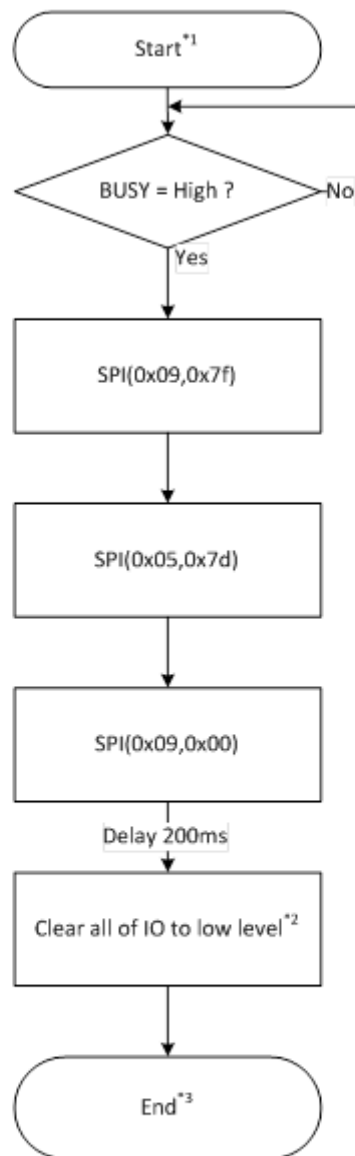 Start*1
BUSY = High ?
No
Yes
SPI(0x09,0x7f)
SPI(0x05,0x7d)
SPI(0x09,0x00)
Delay 200ms
Clear all of IO to low level*2
End*3